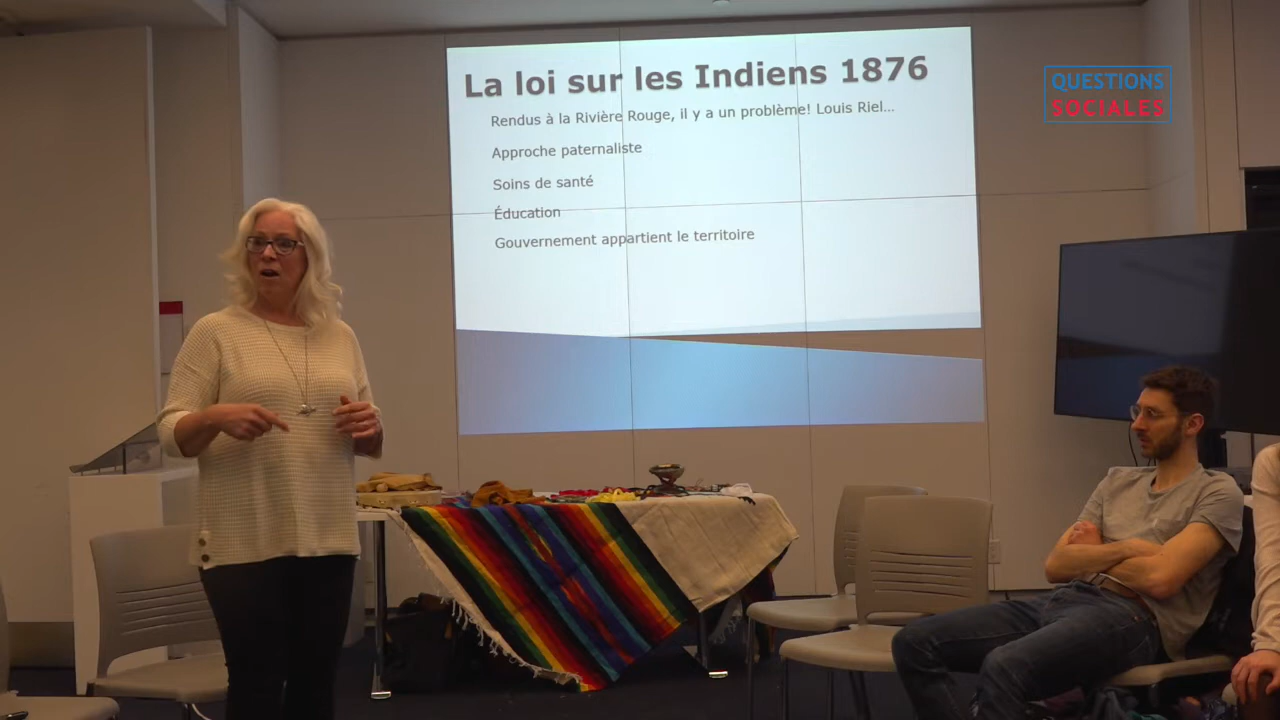 La loi sur les Indiens 1876
Rendus à la Rivière Rouge, il y a un problème! Louis Riel...
Approche paternaliste
Soins de santé
Éducation
Gouvernement appartient le territoire
QUESTIONS
SOCIALES